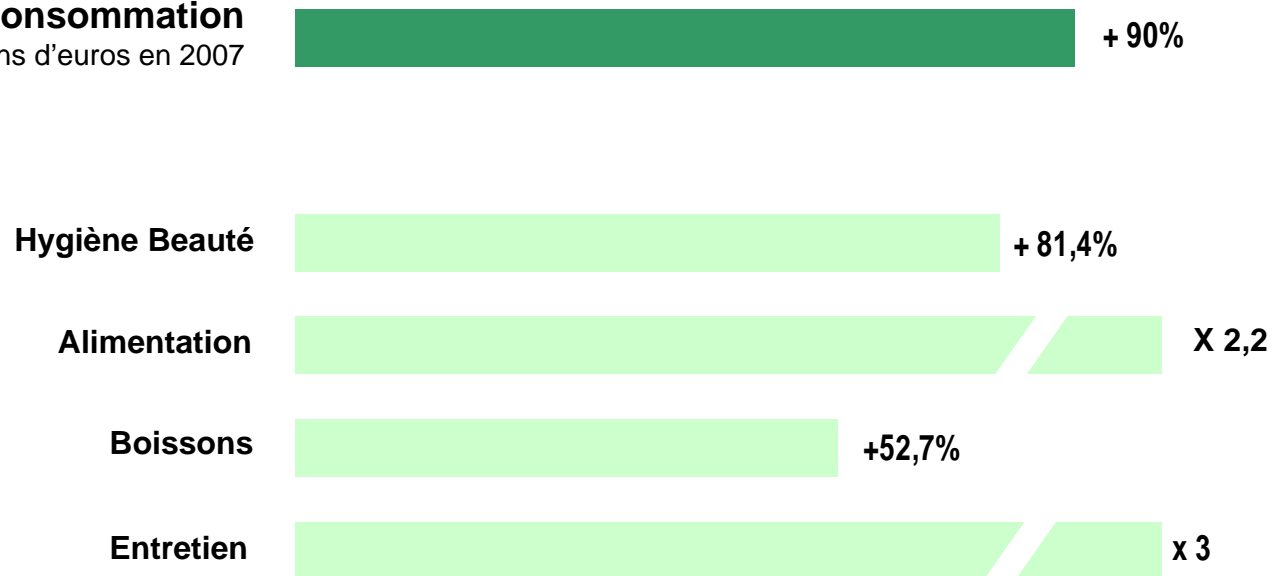 onsommation
ns d'euros en 2007
+ 90%
Hygiène Beauté
+ 81,4%
Alimentation
X 2,2
Boissons
+52,7%
Entretien
x 3